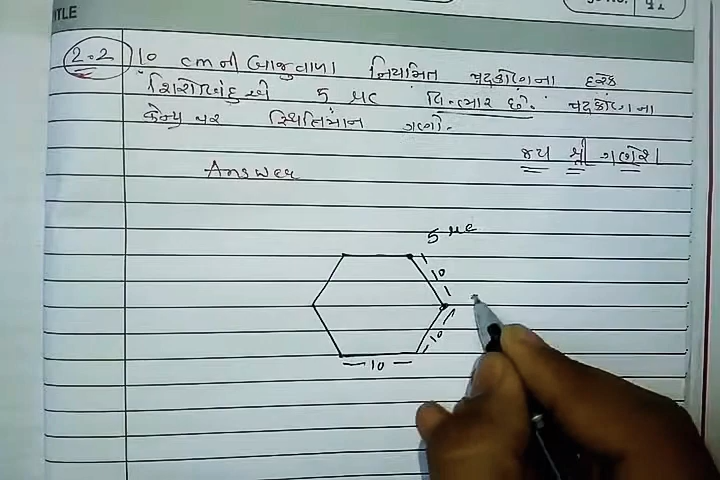 TLE
2.2 10 cm ની બાજુવાળા નિયમિત ષટ્કોણના દરેક
શિરોબિંદુએ 5 μC વિદ્યુતભાર છે. ષટ્કોણના
કેન્દ્ર પર સ્થિતિમાન ગણો.
જય શ્રી ગણેશ
Answer
5 μC
10
10
10